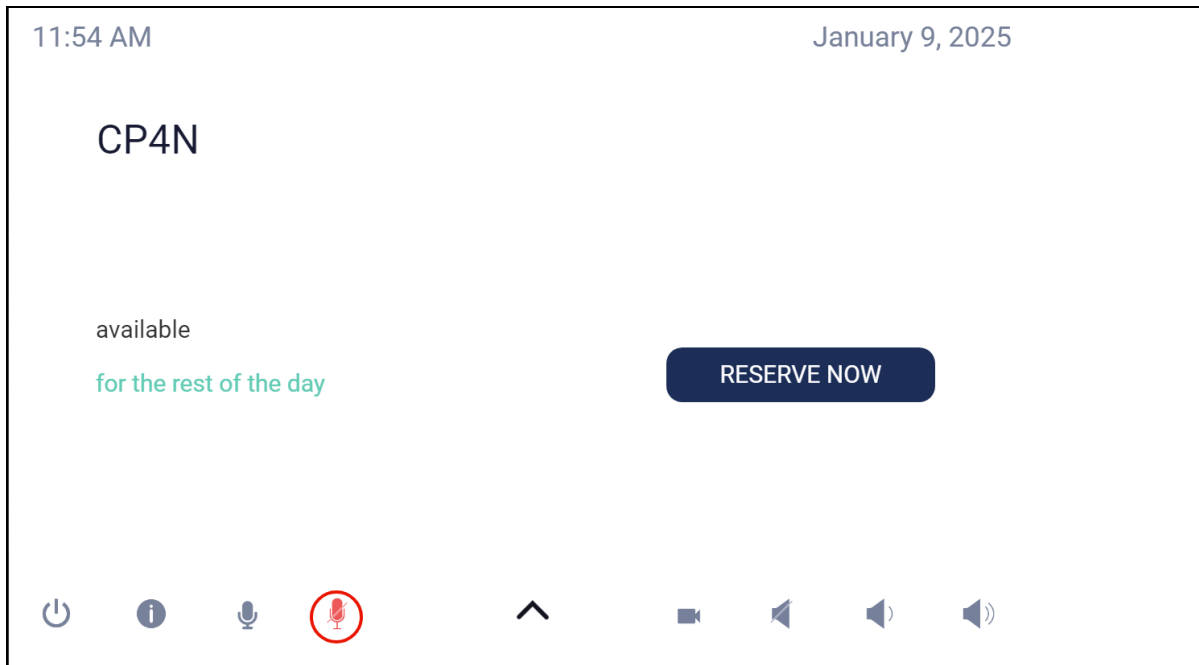 11:54 AM
January 9, 2025
CP4N
available
for the rest of the day
RESERVE NOW